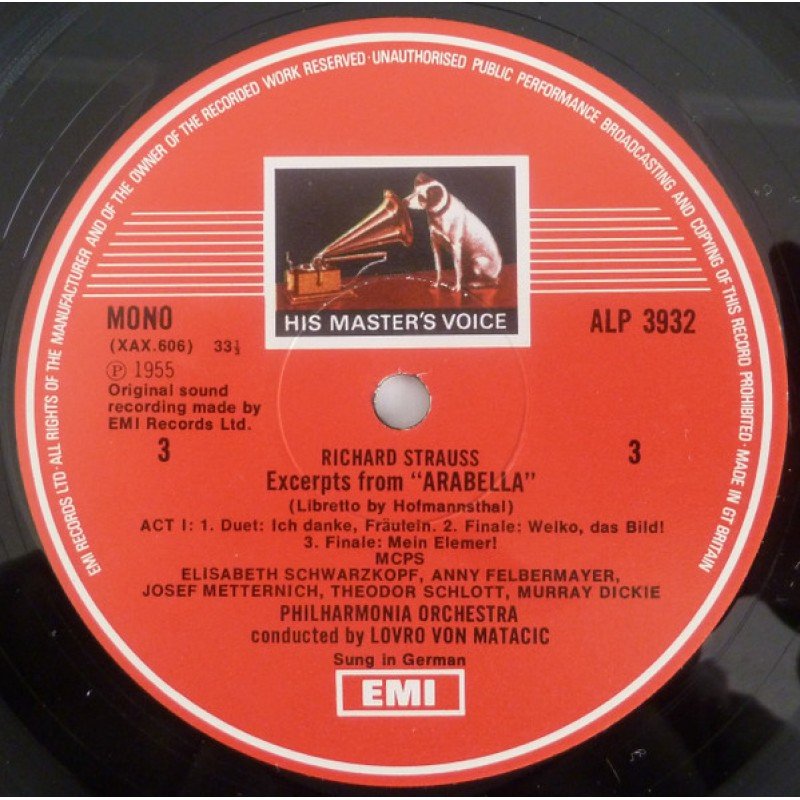 EMI RECORDS LTD · ALL RIGHTS OF THE MANUFACTURER AND OF THE OWNER OF THE RECORDED WORK RESERVED · UNAUTHORISED PUBLIC PERFORMANCE BROADCASTING AND COPYING OF THIS RECORD PROHIBITED · MADE IN GT BRITAIN
HIS MASTER'S VOICE
MONO
ALP 3932
(XAX.606) 33⅓
℗ 1955
Original sound
recording made by
EMI Records Ltd.
3
3
RICHARD STRAUSS
Excerpts from "ARABELLA"
(Libretto by Hofmannsthal)
ACT I: 1. Duet: Ich danke, Fräutein. 2. Finale: Welko, das Bild!
3. Finale: Mein Elemer!
MCPS
ELISABETH SCHWARZKOPF, ANNY FELBERMAYER,
JOSEF METTERNICH, THEODOR SCHLOTT, MURRAY DICKIE
PHILHARMONIA ORCHESTRA
conducted by LOVRO VON MATACIC
Sung in German
EMI